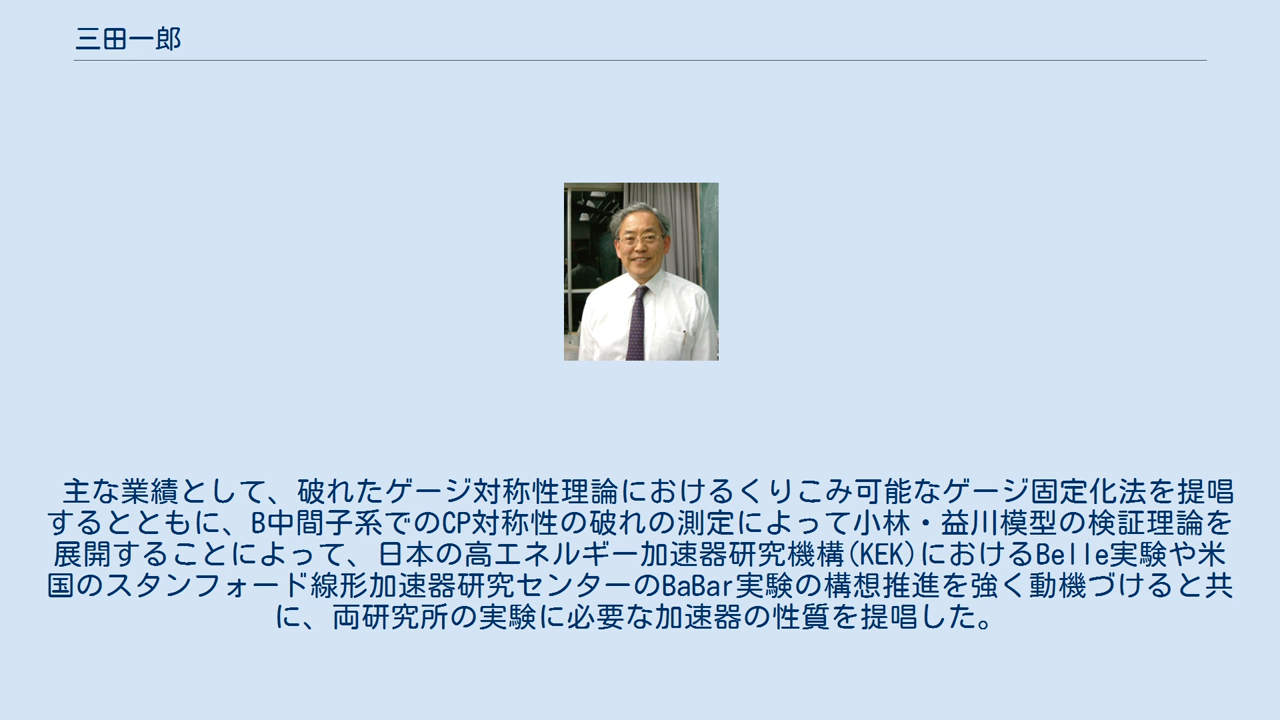 三田一郎
主な業績として、破れたゲージ対称性理論におけるくりこみ可能なゲージ固定化法を提唱
するとともに、B中間子系でのCP対称性の破れの測定によって小林・益川模型の検証理論を
展開することによって、日本の高エネルギー加速器研究機構(KEK)におけるBelle実験や米
国のスタンフォード線形加速器研究センターのBaBar実験の構想推進を強く動機づけると共
に、両研究所の実験に必要な加速器の性質を提唱した。